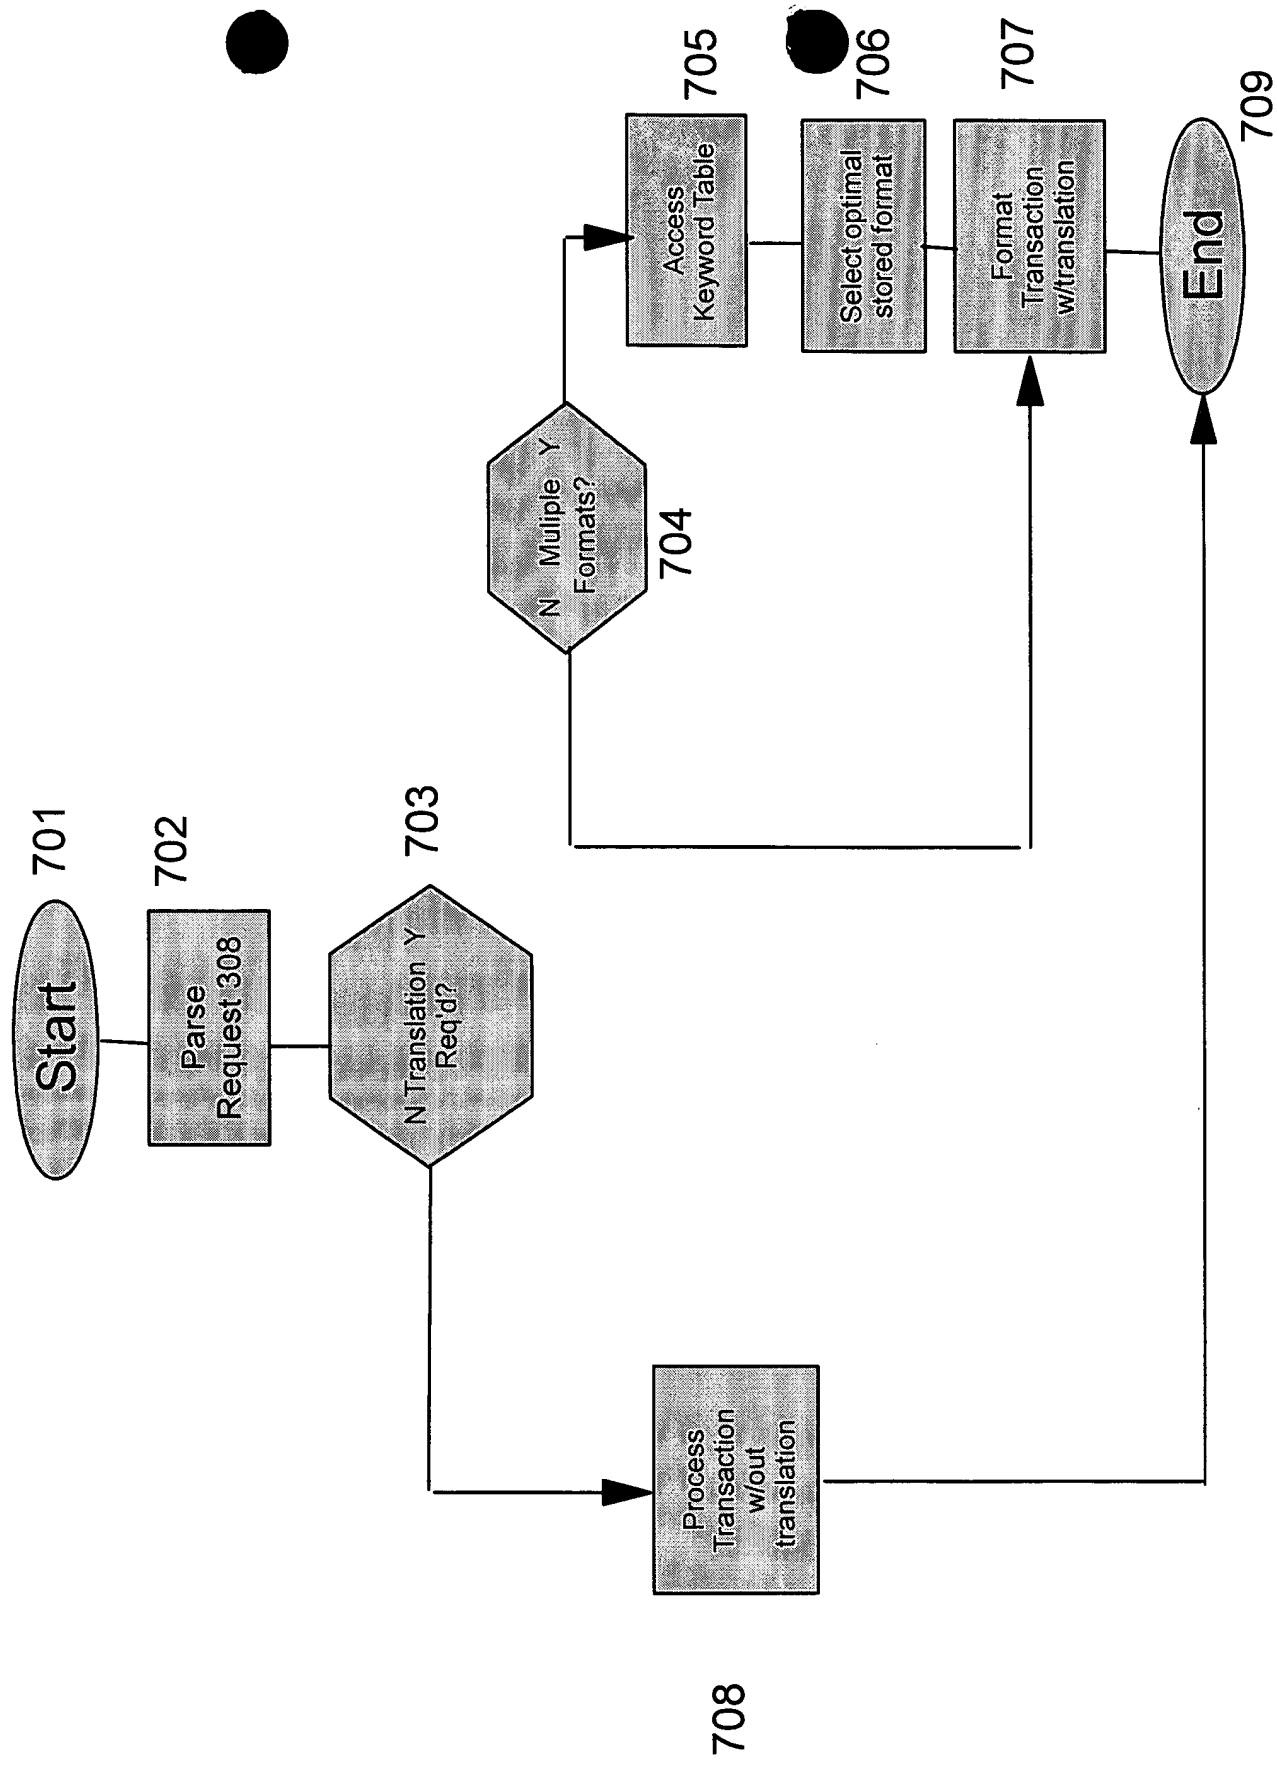 Start
701
Parse
Request 308
702
N Translation Y
Req'd?
703
N Muliple Y
Formats?
704
Access
Keyword Table
705
Select optimal
stored format
706
Format
Transaction
w/translation
707
Process
Transaction
w/out
translation
708
End
709